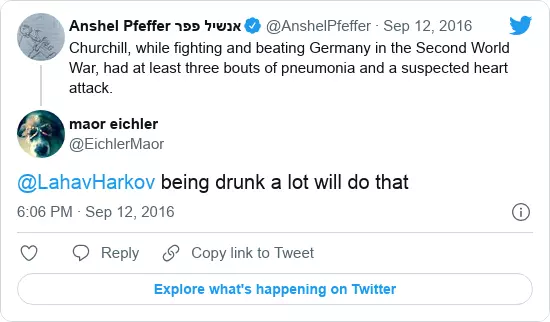 Anshel Pfeffer אנשיל פפר @AnshelPfeffer · Sep 12, 2016
Churchill, while fighting and beating Germany in the Second World
War, had at least three bouts of pneumonia and a suspected heart
attack.
maor eichler
@EichlerMaor
@LahavHarkov being drunk a lot will do that
6:06 PM · Sep 12, 2016
Reply
Copy link to Tweet
Explore what's happening on Twitter